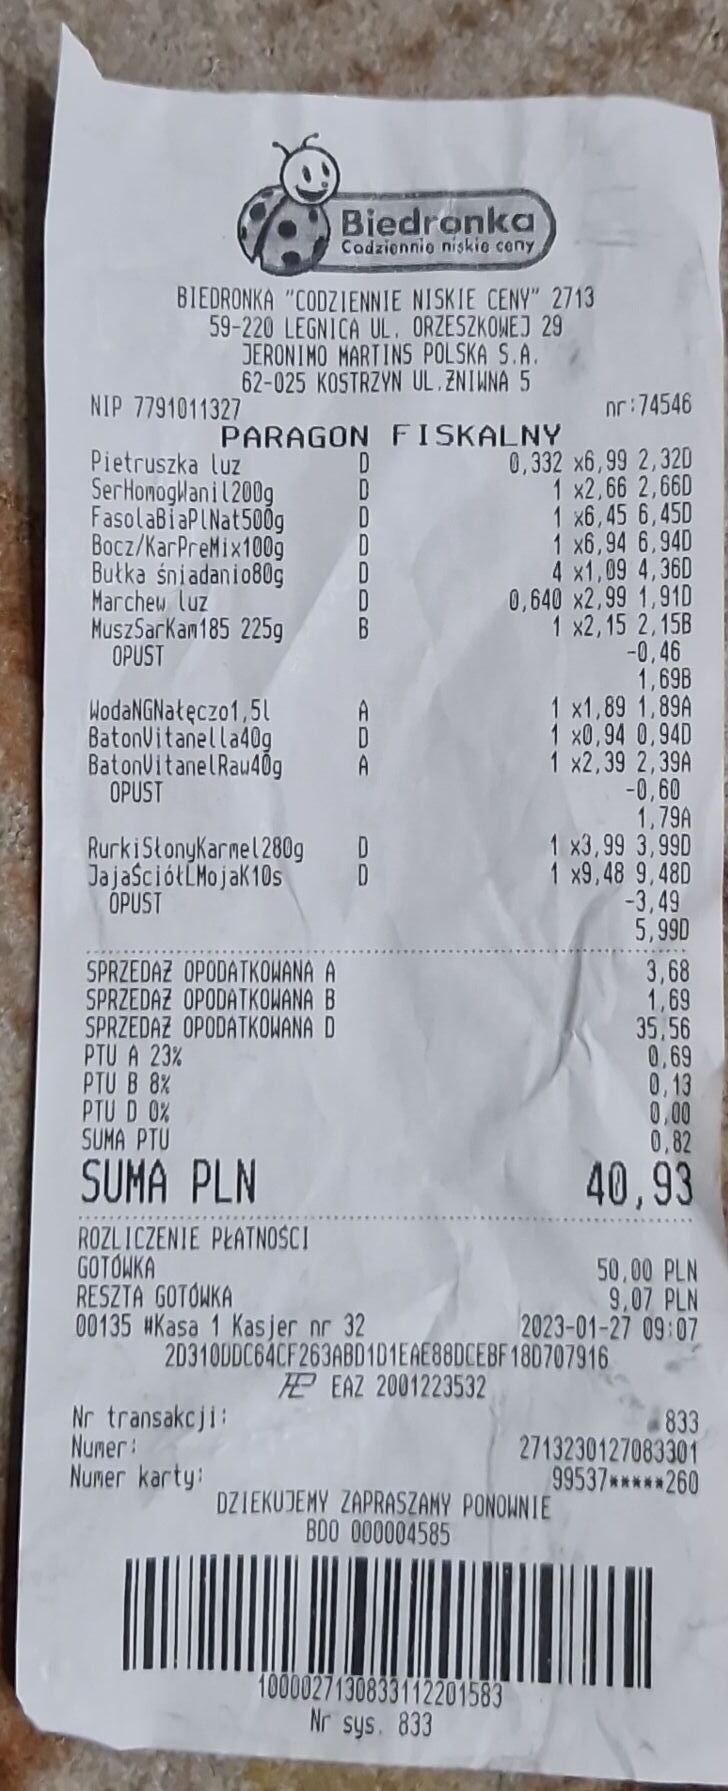 Biedronka
Codziennie niskie ceny
BIEDRONKA "CODZIENNIE NISKIE CENY" 2713
59-220 LEGNICA UL. ORZESZKOWEJ 29
JERONIMO MARTINS POLSKA S.A.
62-025 KOSTRZYN UL.ŻNIWNA 5
NIP 7791011327 nr:74546
PARAGON FISKALNY
Pietruszka luz D 0,332 x6,99 2,32D
SerHomogWanil200g D 1 x2,66 2,66D
FasolaBiaPlNat500g D 1 x6,45 6,45D
Bocz/KarPreMix100g D 1 x6,94 6,94D
Bułka śniadanio80g D 4 x1,09 4,36D
Marchew luz D 0,640 x2,99 1,91D
MuszSarKam185 225g B 1 x2,15 2,15B
OPUST -0,46
1,69B
WodaNGNałęczo1,5l A 1 x1,89 1,89A
BatonVitanella40g D 1 x0,94 0,94D
BatonVitanelRaw40g A 1 x2,39 2,39A
OPUST -0,60
1,79A
RurkiSłonyKarmel280g D 1 x3,99 3,99D
JajaŚciółLMojaK10s D 1 x9,48 9,48D
OPUST -3,49
5,99D
SPRZEDAŻ OPODATKOWANA A 3,68
SPRZEDAŻ OPODATKOWANA B 1,69
SPRZEDAŻ OPODATKOWANA D 35,56
PTU A 23% 0,69
PTU B 8% 0,13
PTU D 0% 0,00
SUMA PTU 0,82
SUMA PLN 40,93
ROZLICZENIE PŁATNOŚCI
GOTÓWKA 50,00 PLN
RESZTA GOTÓWKA 9,07 PLN
00135 #Kasa 1 Kasjer nr 32 2023-01-27 09:07
2D310DDC64CF263ABD1D1EAE88DCEBF18D707916
EAZ 2001223532
Nr transakcji: 833
Numer: 2713230127083301
Numer karty: 99537*****260
DZIEKUJEMY ZAPRASZAMY PONOWNIE
BDO 000004585
1000027130833112201583
Nr sys. 833